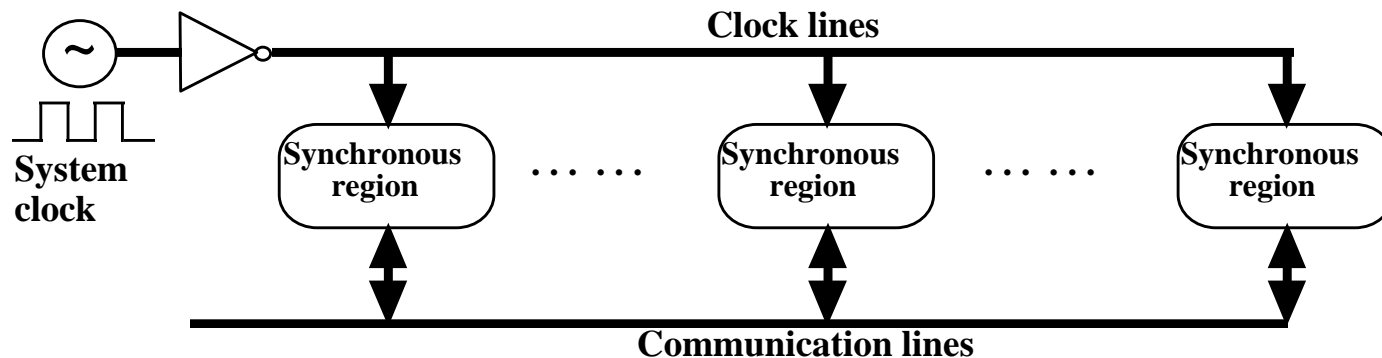 Clock lines
~
System
clock
Synchronous
region
... ...
Synchronous
region
... ...
Synchronous
region
Communication lines